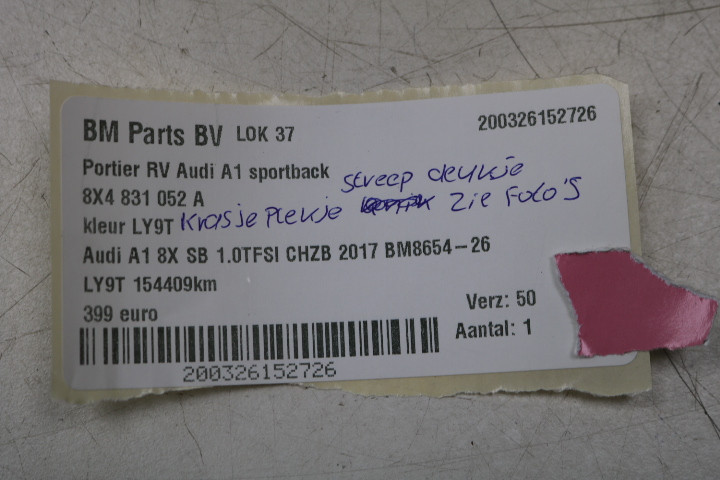 BM Parts BV LOK 37
200326152726
Portier RV Audi A1 sportback
streep deukje
8X4 831 052 A
kleur LY9T krasje plekje zie foto's
Audi A1 8X SB 1.0TFSI CHZB 2017 BM8654-26
LY9T 154409km
399 euro
Verz: 50
Aantal: 1
200326152726